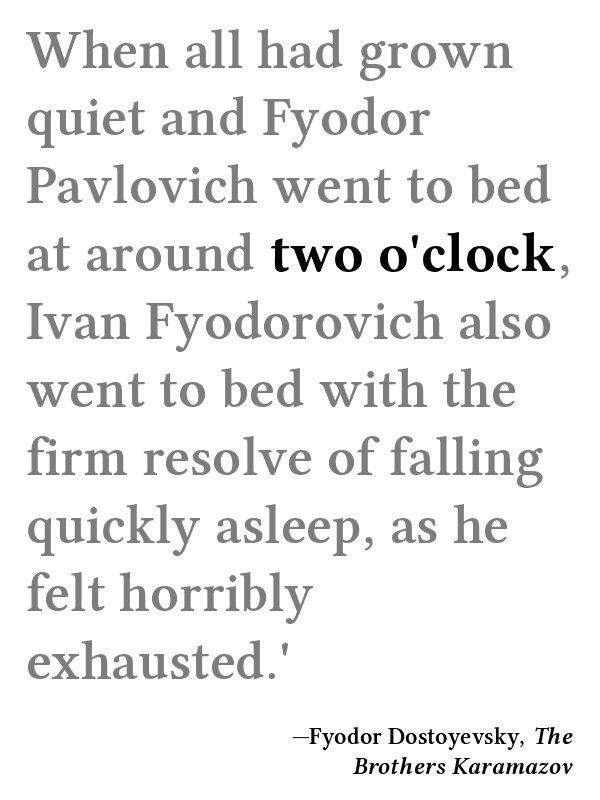 When all had grown
quiet and Fyodor
Pavlovich went to bed
at around two o'clock,
Ivan Fyodorovich also
went to bed with the
firm resolve of falling
quickly asleep, as he
felt horribly
exhausted.'
—Fyodor Dostoyevsky, The
Brothers Karamazov